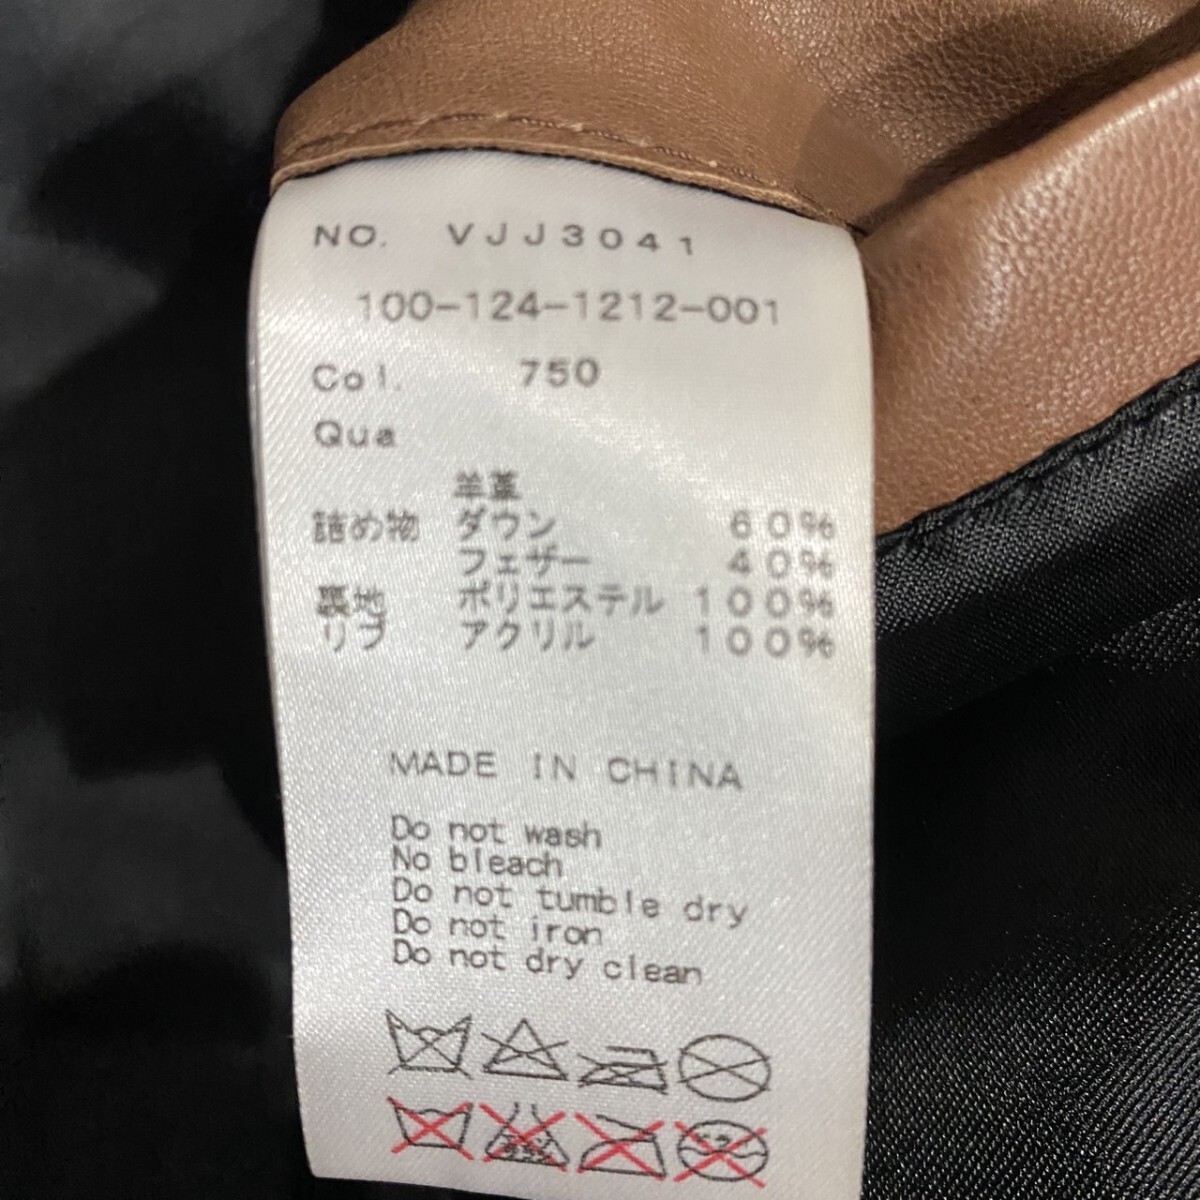 NO. VJJ3041
100-124-1212-001
Col. 750
Qua
羊革
詰め物 ダウン 60%
フェザー 40%
裏地 ポリエステル 100%
リブ アクリル 100%
MADE IN CHINA
Do not wash
No bleach
Do not tumble dry
Do not iron
Do not dry clean